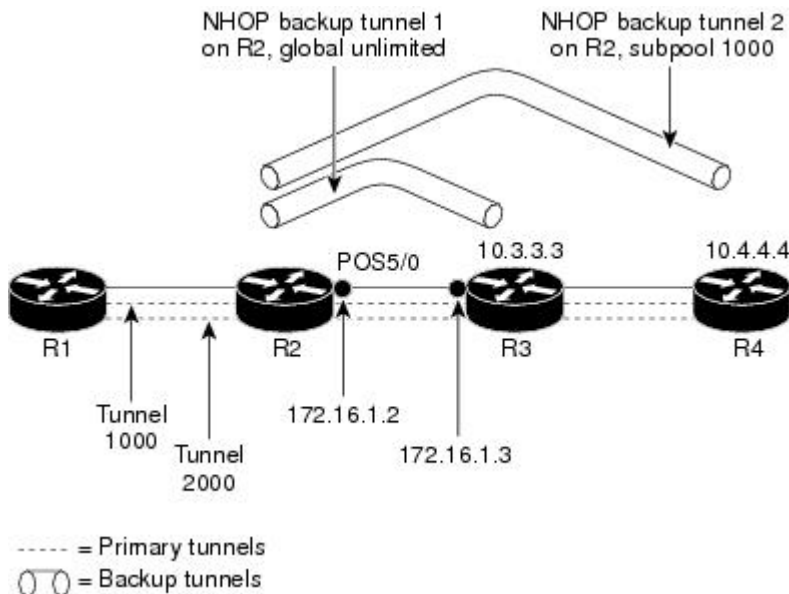 NHOP backup tunnel 1
on R2, global unlimited
NHOP backup tunnel 2
on R2, subpool 1000
POS5/0
10.3.3.3
10.4.4.4
R1
R2
R3
R4
Tunnel
1000
Tunnel
2000
172.16.1.2
172.16.1.3
= Primary tunnels
= Backup tunnels